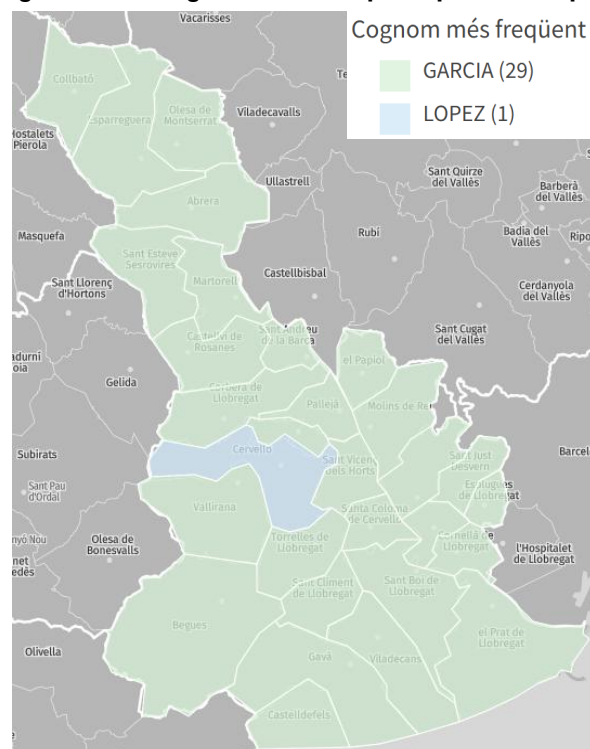 Vacarisses
Cognom més freqüent
GARCIA (29)
LOPEZ (1)
Collbató
Esparreguera
Olesa de
Montserrat
Viladecavalls
Hostalets
Pierola
Ullastrell
Sant Quirze
del Vallès
Barberà
del Vallès
Abrera
Masquefa
Rubí
Badia del
Vallès
Ripo
Sant Esteve
Sesrovires
Martorell
Castellbisbal
Sant Llorenç
d'Hortons
Cerdanyola
del Vallès
Castellví de
Rosanes
Sant Andreu
de la Barca
Sant Cugat
del Vallès
el Papiol
Gelida
Corbera de
Llobregat
Pallejà
Molins de Rei
Subirats
Cervelló
Sant Vicenç
dels Horts
Sant Just
Desvern
Barcel
Sant Pau
d'Ordal
Esplugues
de Llobregat
Vallirana
Santa Coloma
de Cervelló
Olesa de
Bonesvalls
Torrelles de
Llobregat
Cornellà de
Llobregat
l'Hospitalet
de Llobregat
Sant Climent
de Llobregat
Sant Boi de
Llobregat
Begues
el Prat de
Llobregat
Olivella
Gavà
Viladecans
Castelldefels